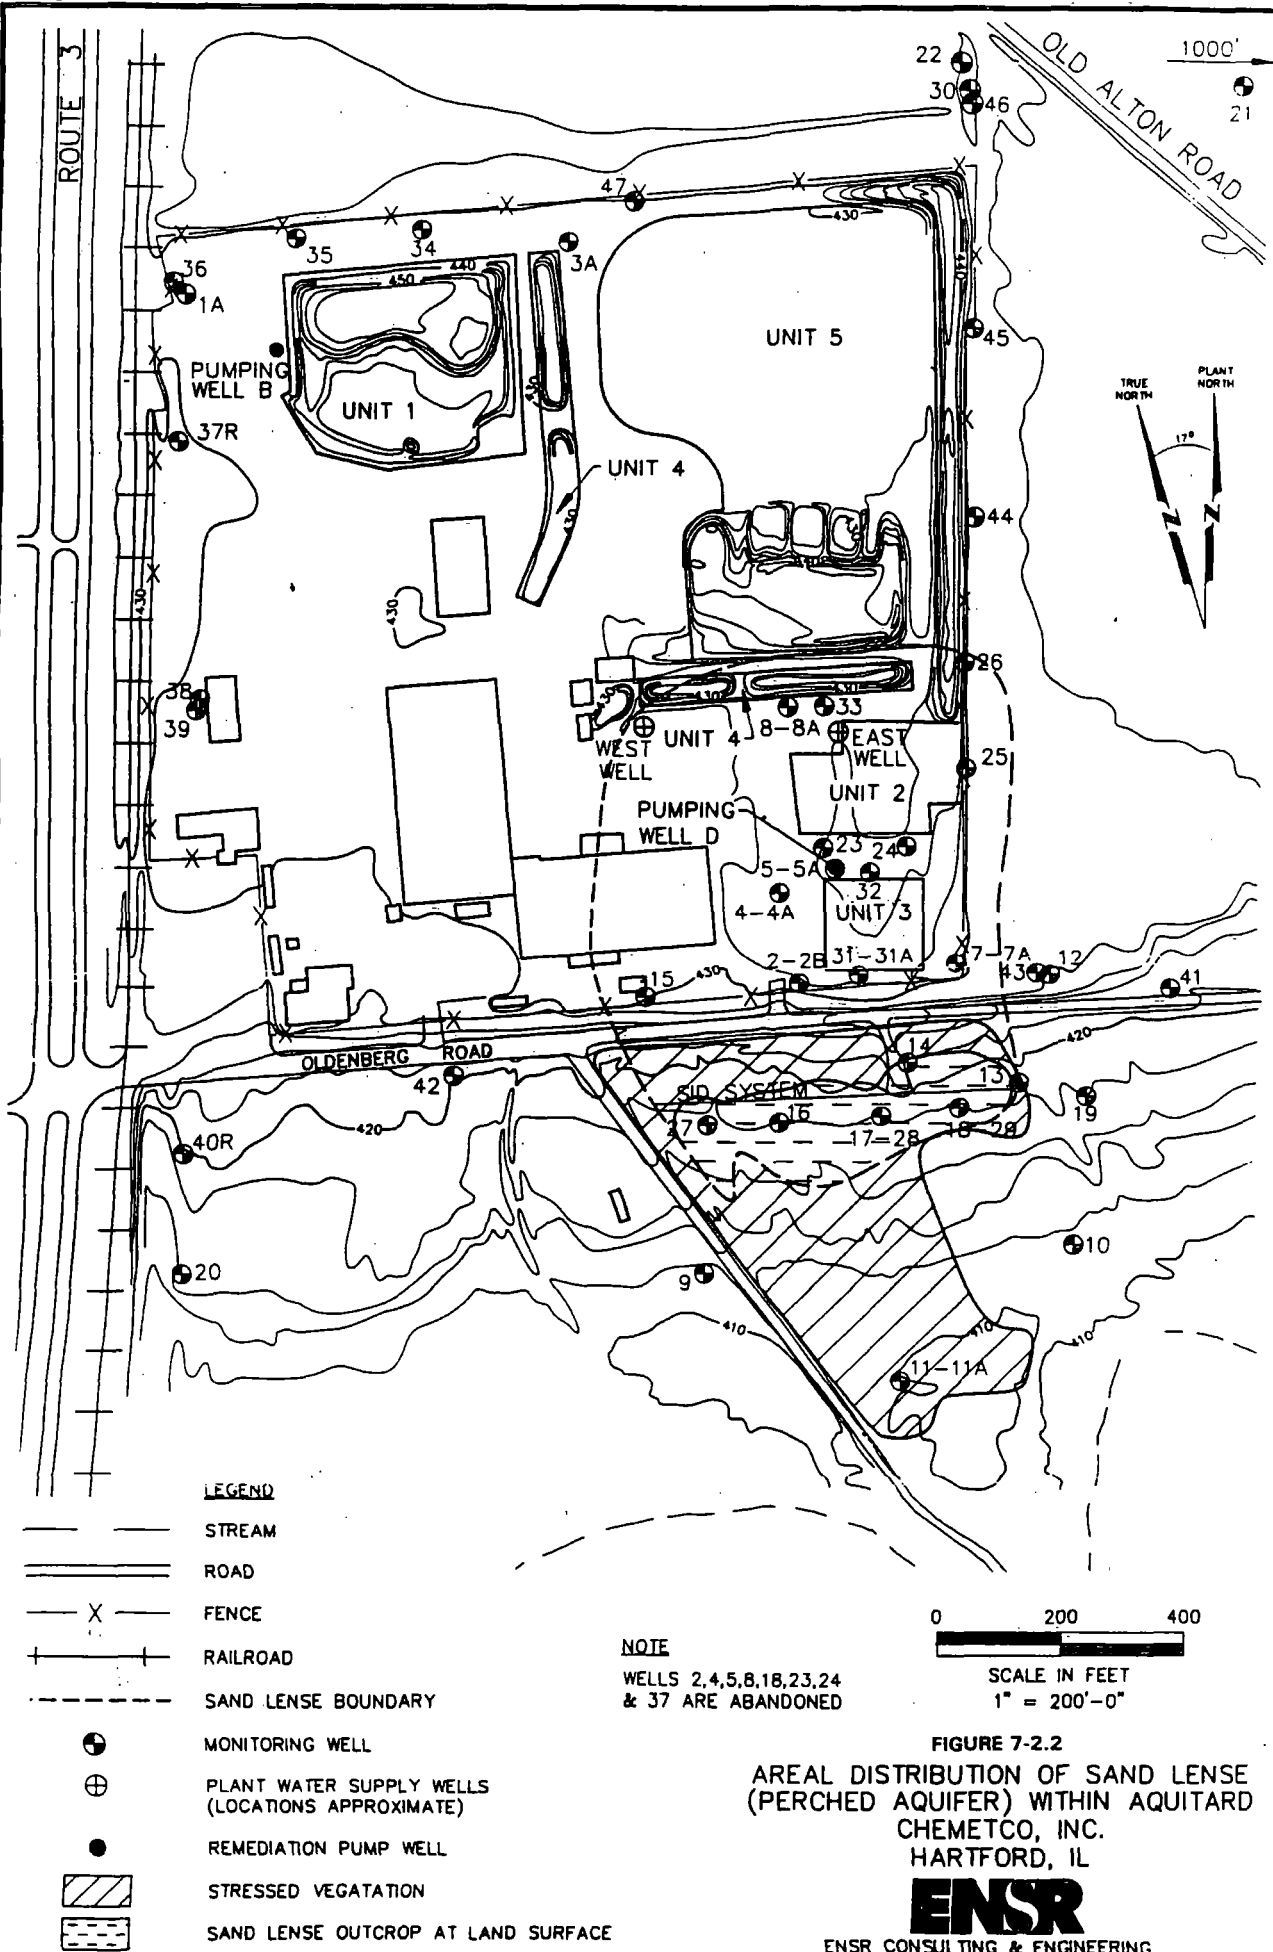 ROUTE 3
OLD ALTON ROAD
1000'
22
30
46
21
47
430
35
34
3A
36
1A
440
450
440
45
UNIT 5
PUMPING
WELL B
UNIT 1
430
TRUE
NORTH
PLANT
NORTH
17°
N
N
37R
UNIT 4
430
44
430
430
26
38
39
430
430
430
8-8A
33
WEST
WELL
UNIT 4
EAST
WELL
25
UNIT 2
PUMPING
WELL D
23
24
5-5A
32
4-4A
UNIT 3
2-2B
31-31A
7-7A
43
12
41
15
430
420
OLDENBERG ROAD
42
14
13
19
SID SYSTEM
27
16
17-28
18-29
420
40R
20
9
10
410
410
410
11-11A
LEGEND
STREAM
ROAD
X FENCE
RAILROAD
SAND LENSE BOUNDARY
MONITORING WELL
PLANT WATER SUPPLY WELLS
(LOCATIONS APPROXIMATE)
REMEDIATION PUMP WELL
STRESSED VEGATATION
SAND LENSE OUTCROP AT LAND SURFACE
NOTE
WELLS 2,4,5,8,18,23,24
& 37 ARE ABANDONED
0 200 400
SCALE IN FEET
1" = 200'-0"
FIGURE 7-2.2
AREAL DISTRIBUTION OF SAND LENSE
(PERCHED AQUIFER) WITHIN AQUITARD
CHEMETCO, INC.
HARTFORD, IL
ENSR
ENSR CONSULTING & ENGINEERING